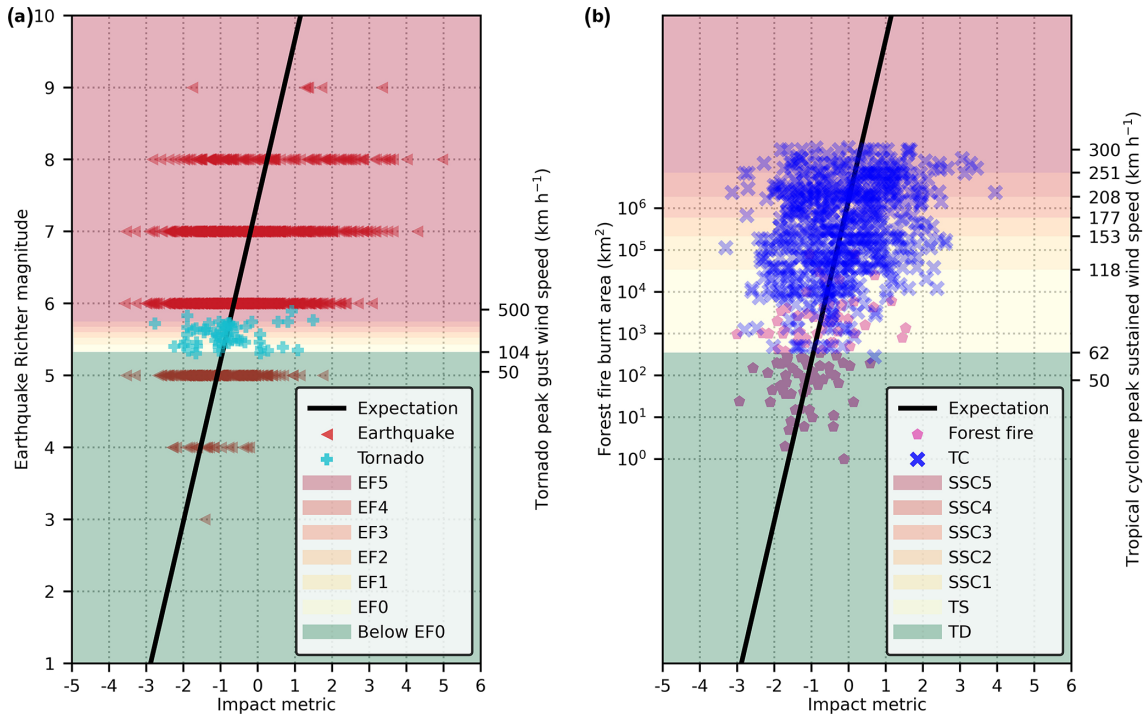 (a)
10
9
8
7
6
5
4
3
2
1
Earthquake Richter magnitude
-5 -4 -3 -2 -1 0 1 2 3 4 5 6
Impact metric
500
104
50
Tornado peak gust wind speed (km h⁻¹)
Expectation
Earthquake
Tornado
EF5
EF4
EF3
EF2
EF1
EF0
Below EF0
(b)
10⁶
10⁵
10⁴
10³
10²
10¹
10⁰
Forest fire burnt area (km²)
-5 -4 -3 -2 -1 0 1 2 3 4 5 6
Impact metric
300
251
208
177
153
118
62
50
Tropical cyclone peak sustained wind speed (km h⁻¹)
Expectation
Forest fire
TC
SSC5
SSC4
SSC3
SSC2
SSC1
TS
TD